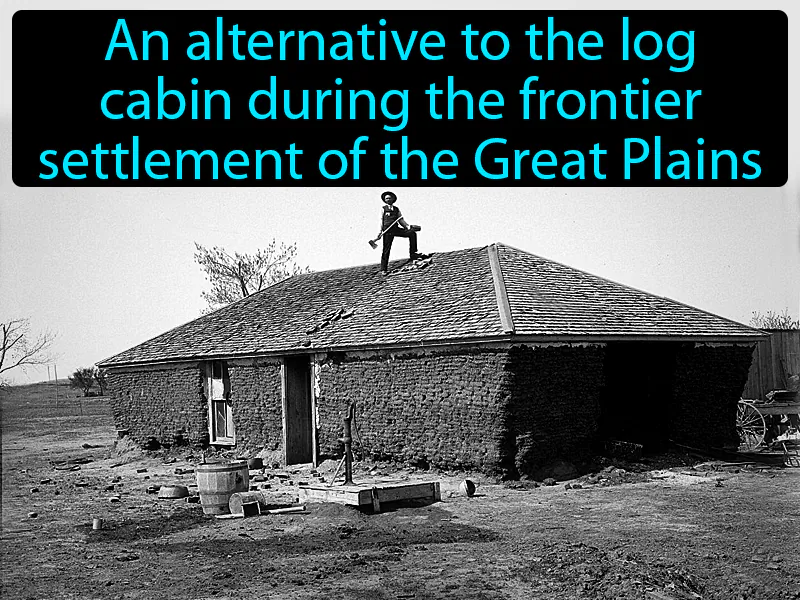 An alternative to the log
cabin during the frontier
settlement of the Great Plains